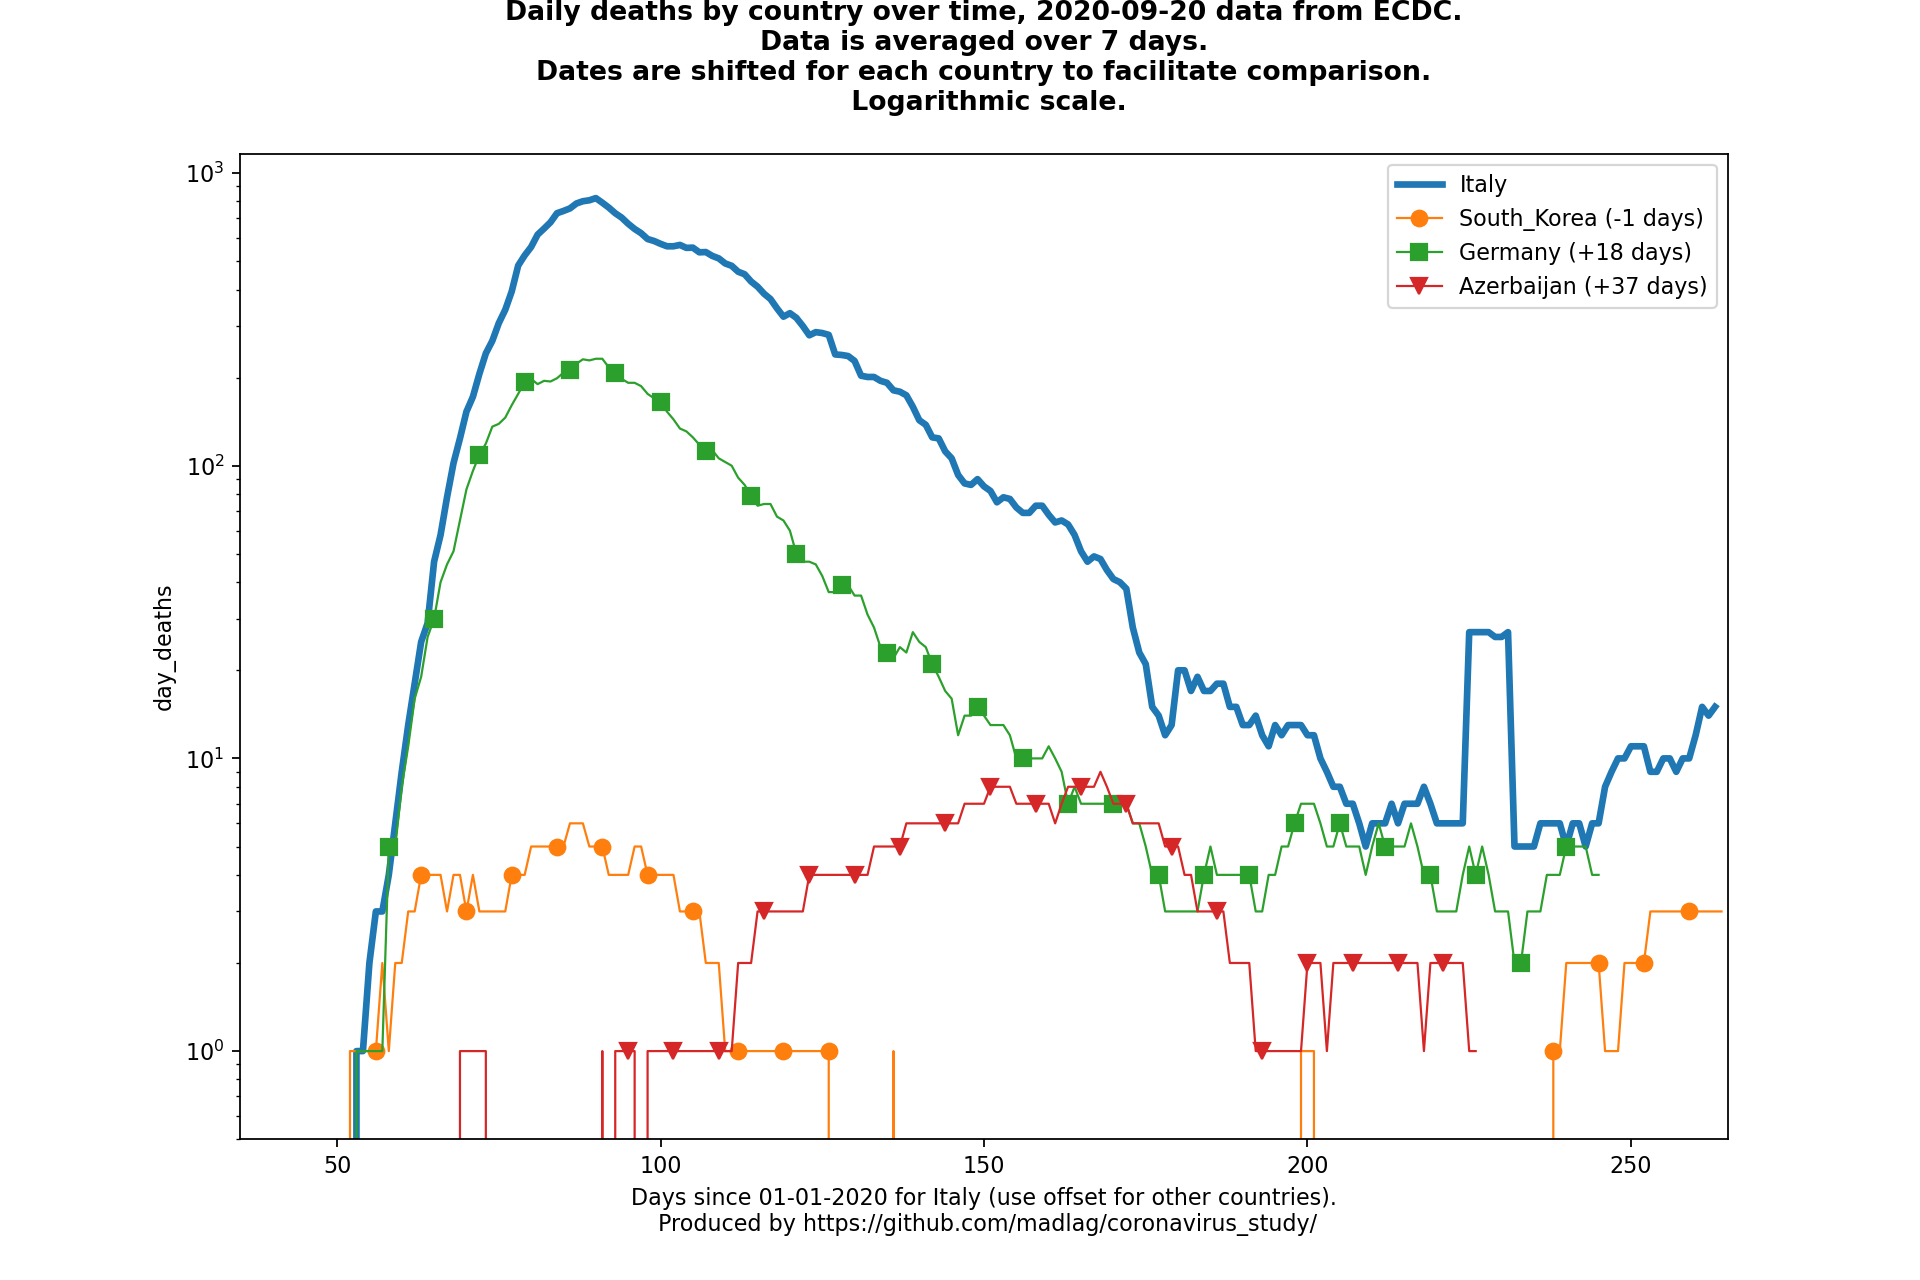 Daily deaths by country over time, 2020-09-20 data from ECDC.
Data is averaged over 7 days.
Dates are shifted for each country to facilitate comparison.
Logarithmic scale.
Italy
South_Korea (-1 days)
Germany (+18 days)
Azerbaijan (+37 days)
10³
10²
10¹
10⁰
day_deaths
50 100 150 200 250
Days since 01-01-2020 for Italy (use offset for other countries).
Produced by https://github.com/madlag/coronavirus_study/